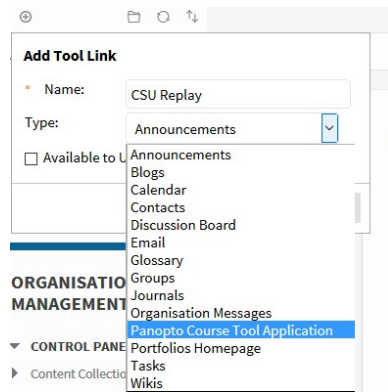 Add Tool Link
* Name:
CSU Replay
Type:
Announcements
Available to U
Announcements
Blogs
Calendar
Contacts
Discussion Board
Email
Glossary
Groups
Journals
Organisation Messages
Panopto Course Tool Application
Portfolios Homepage
Tasks
Wikis
ORGANISATIO
MANAGEMENT
CONTROL PANE
Content Collectio